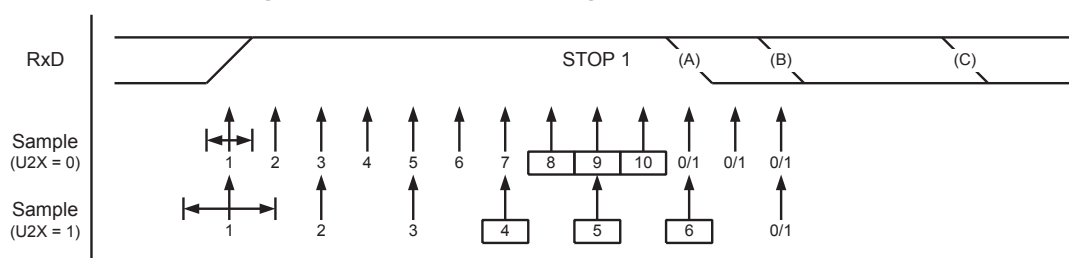 RxD STOP 1 (A) (B) (C)
Sample
(U2X = 0) 1 2 3 4 5 6 7 8 9 10 0/1 0/1 0/1
Sample
(U2X = 1) 1 2 3 4 5 6 0/1